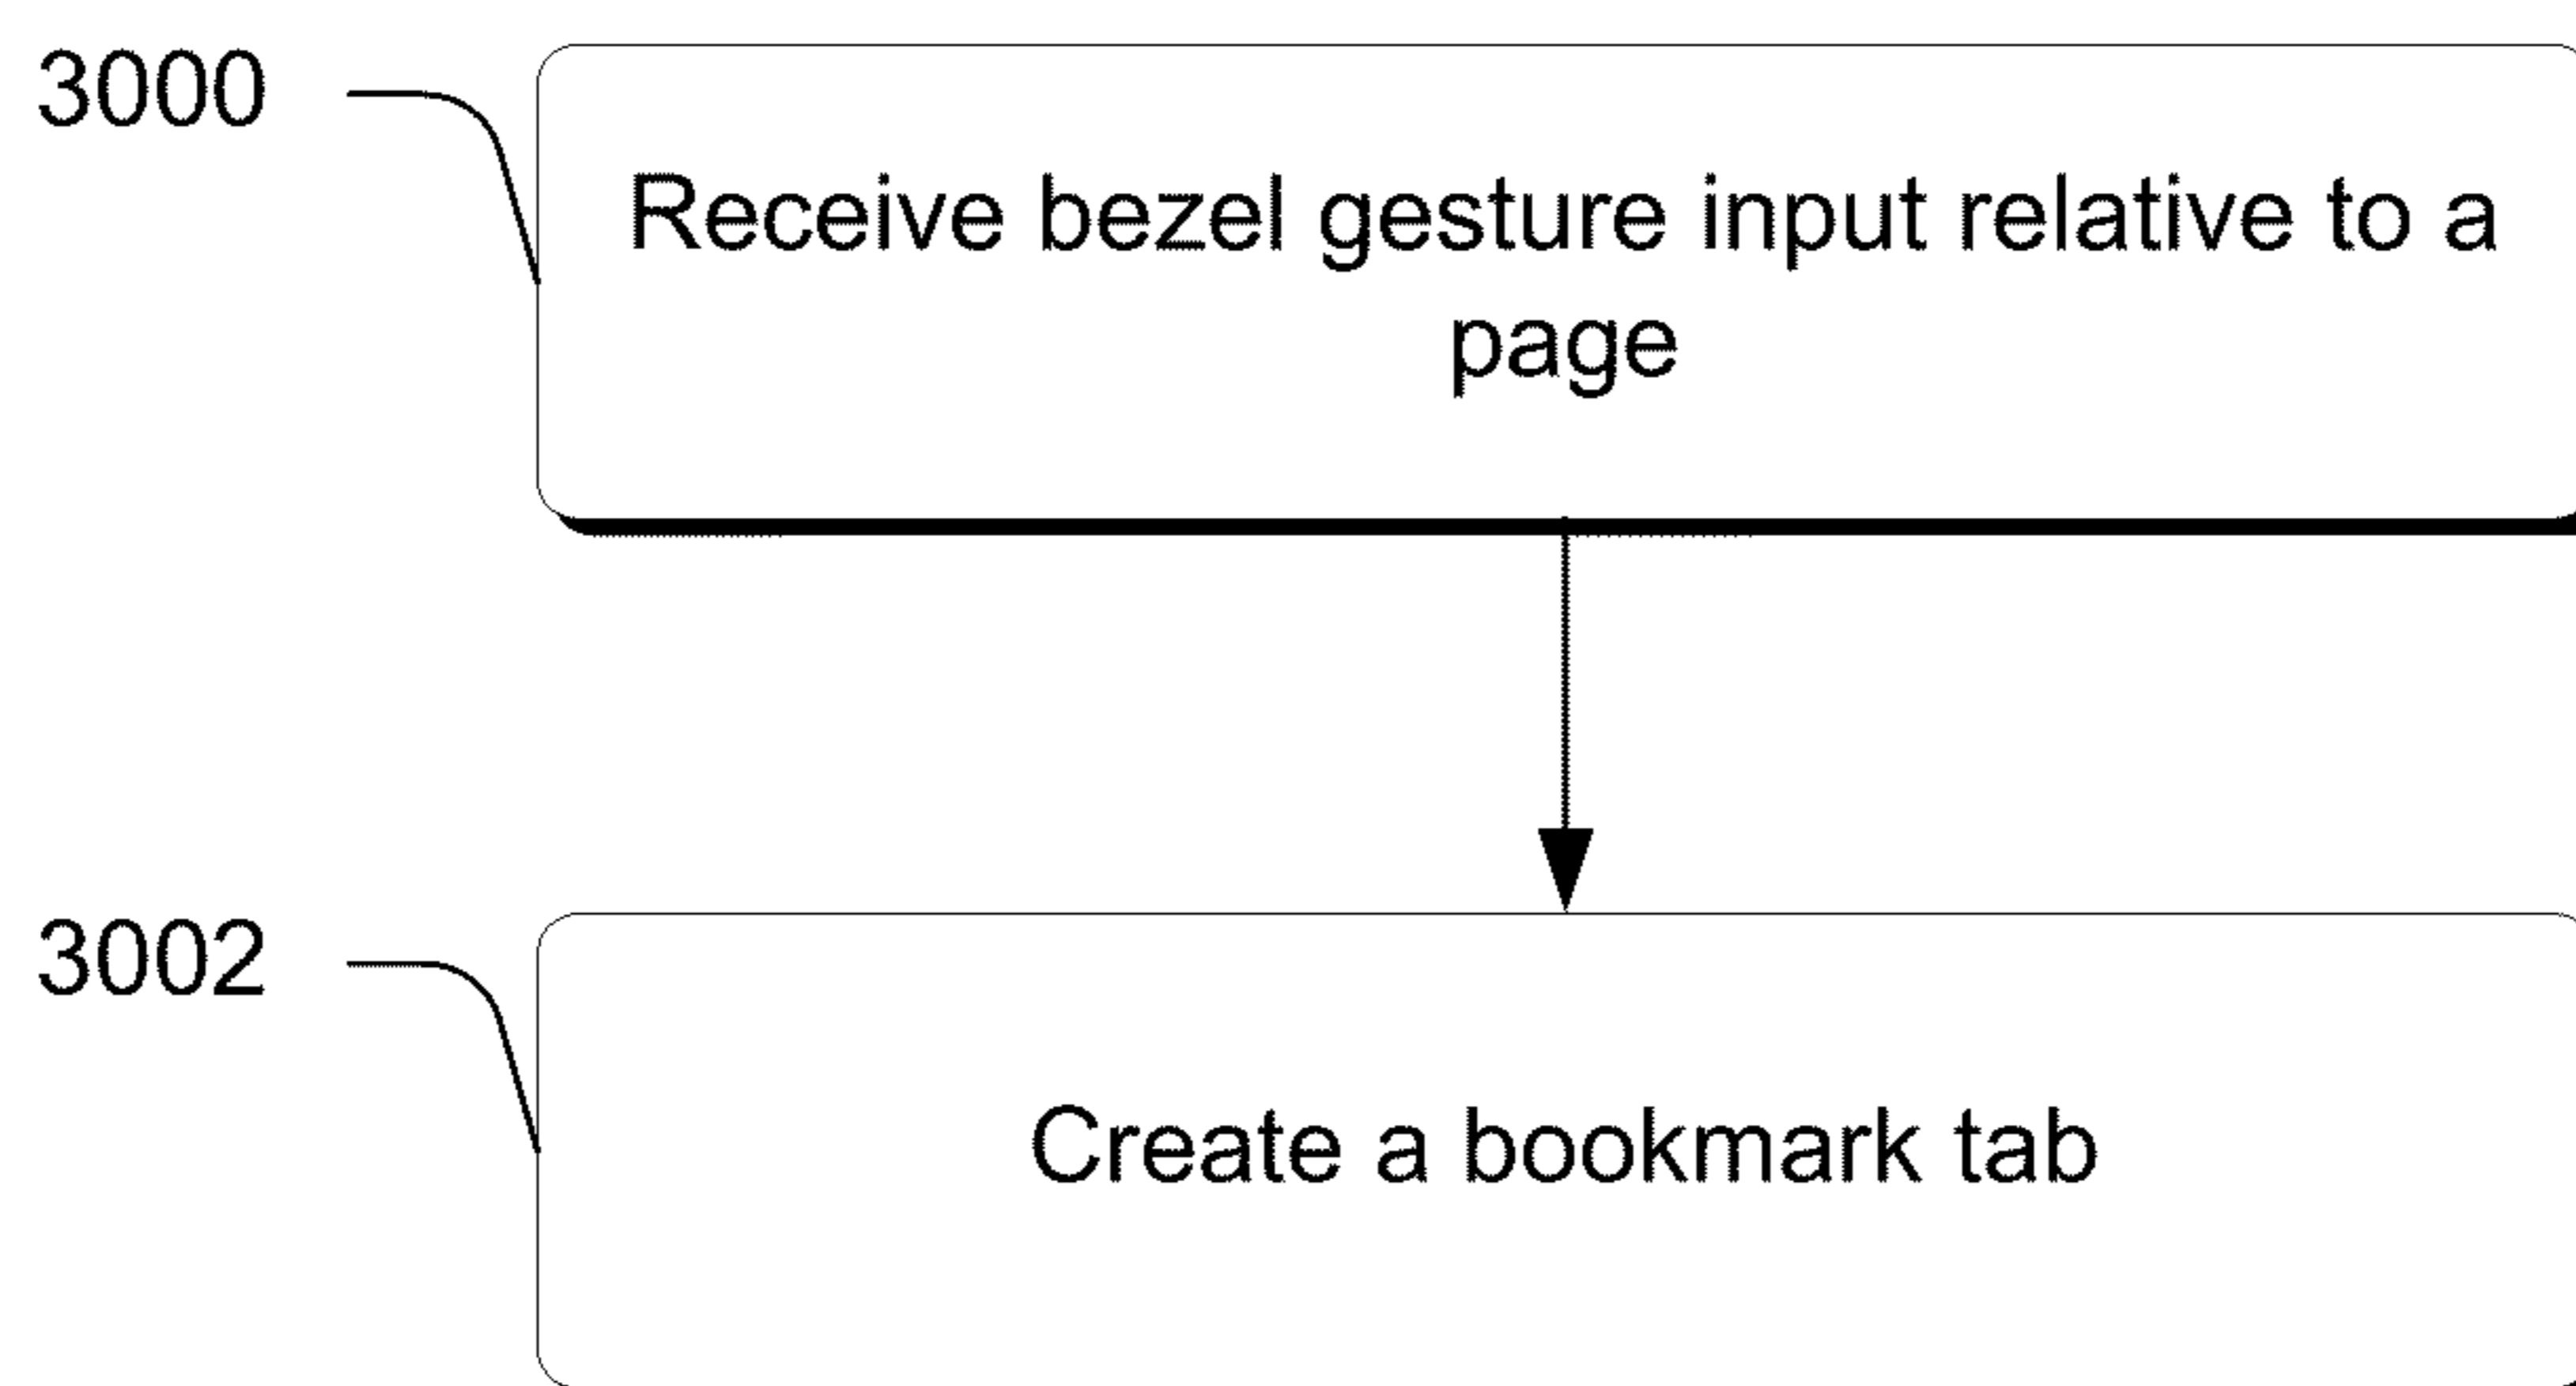 3000
Receive bezel gesture input relative to a
page
3002
Create a bookmark tab